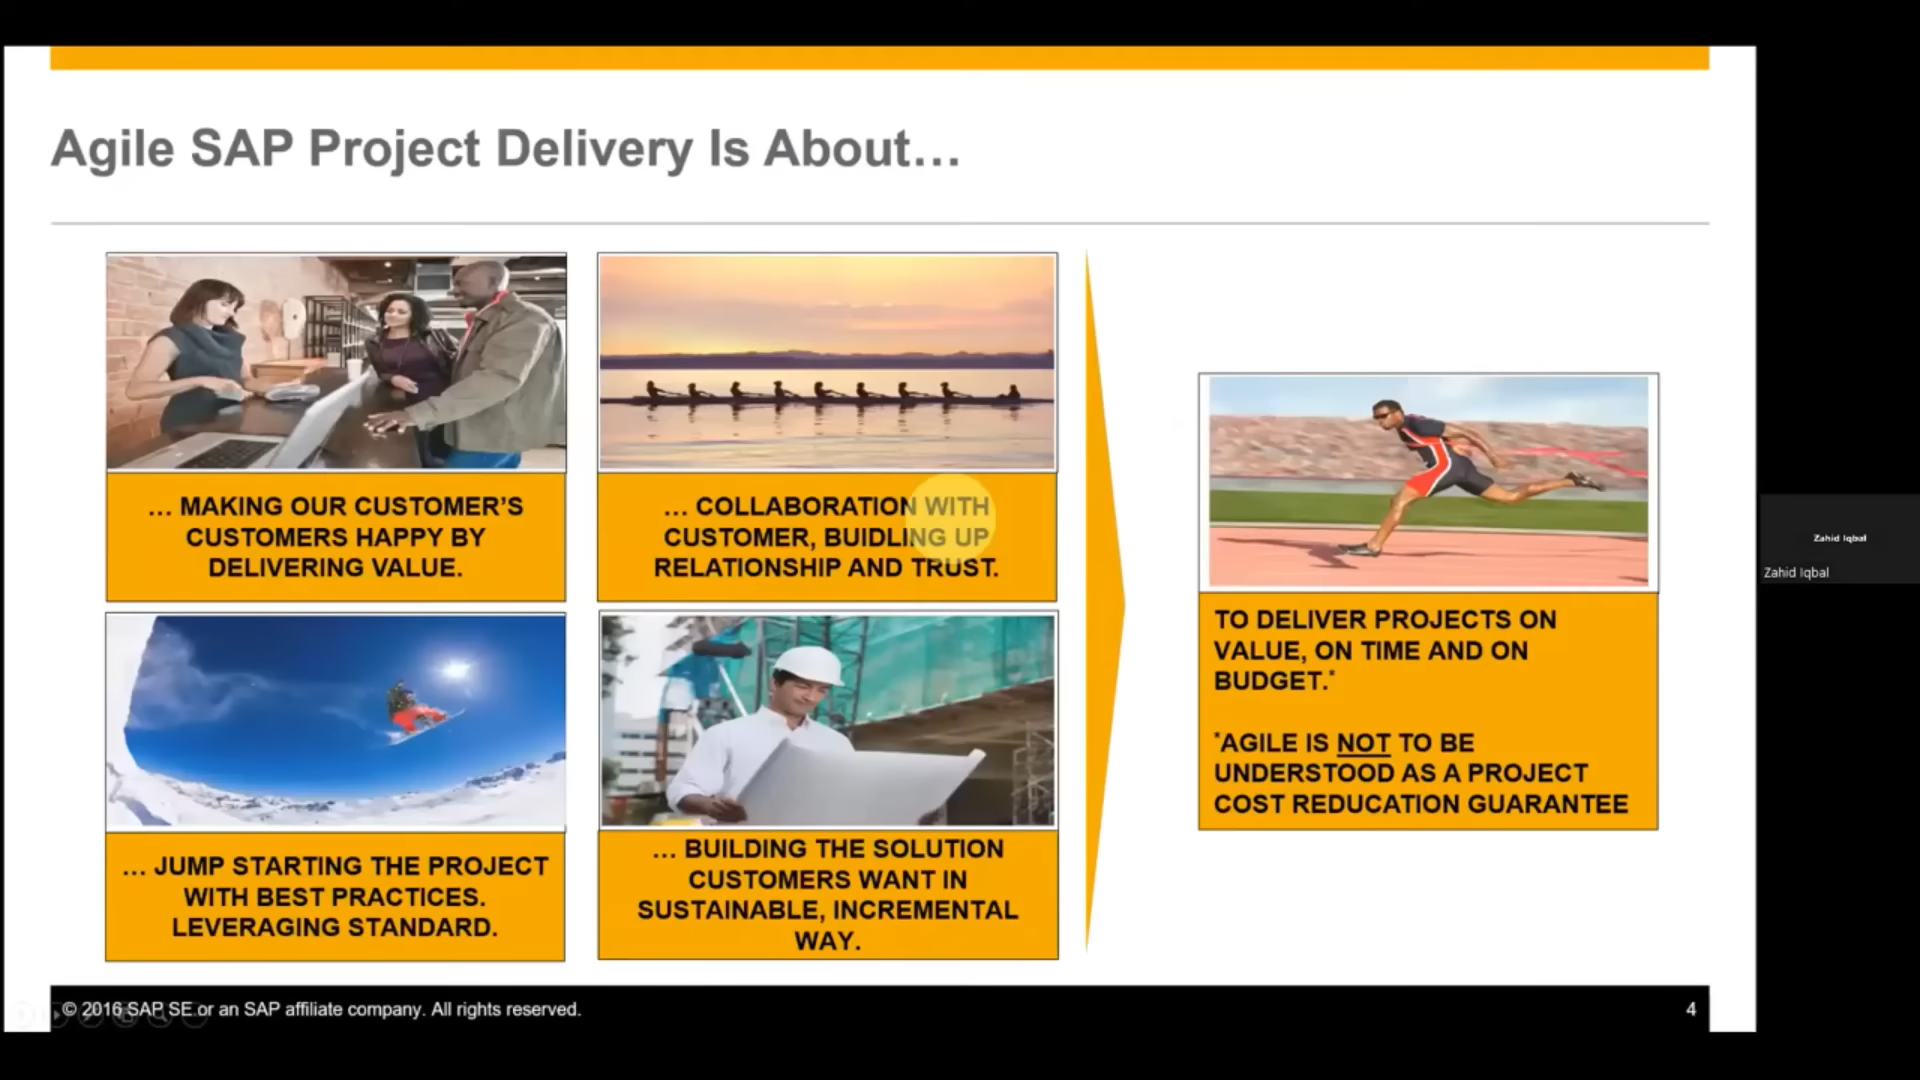 Agile SAP Project Delivery Is About...
... MAKING OUR CUSTOMER'S
CUSTOMERS HAPPY BY
DELIVERING VALUE.
... COLLABORATION WITH
CUSTOMER, BUIDLING UP
RELATIONSHIP AND TRUST.
... JUMP STARTING THE PROJECT
WITH BEST PRACTICES.
LEVERAGING STANDARD.
... BUILDING THE SOLUTION
CUSTOMERS WANT IN
SUSTAINABLE, INCREMENTAL
WAY.
TO DELIVER PROJECTS ON
VALUE, ON TIME AND ON
BUDGET.*
*AGILE IS NOT TO BE
UNDERSTOOD AS A PROJECT
COST REDUCATION GUARANTEE
Zahid Iqbal
Zahid Iqbal
© 2016 SAP SE or an SAP affiliate company. All rights reserved.
4